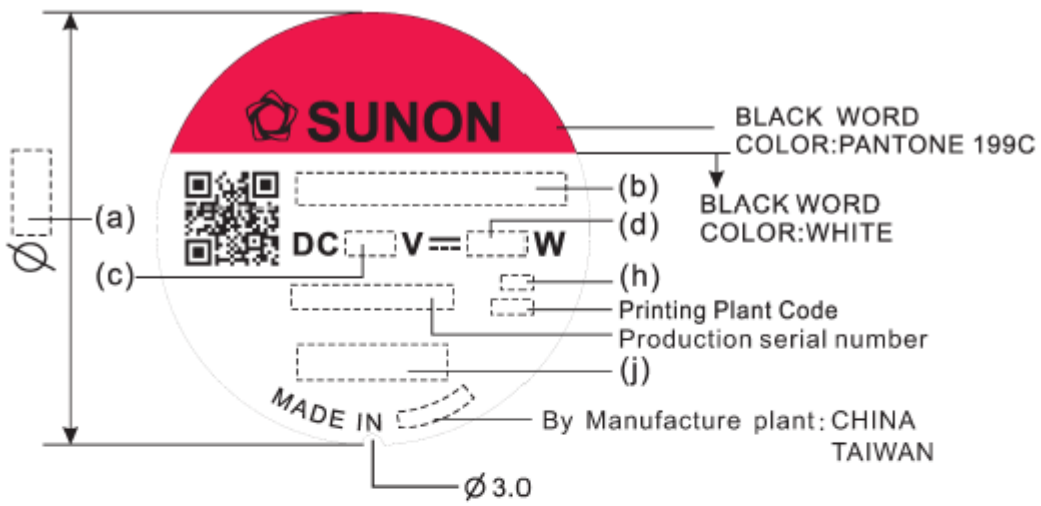 SUNON
BLACK WORD
COLOR:PANTONE 199C
(b)
BLACK WORD
COLOR:WHITE
(a)
(d)
DC V W
(c)
(h)
Printing Plant Code
Production serial number
(j)
MADE IN
By Manufacture plant: CHINA
TAIWAN
Ø
Ø3.0